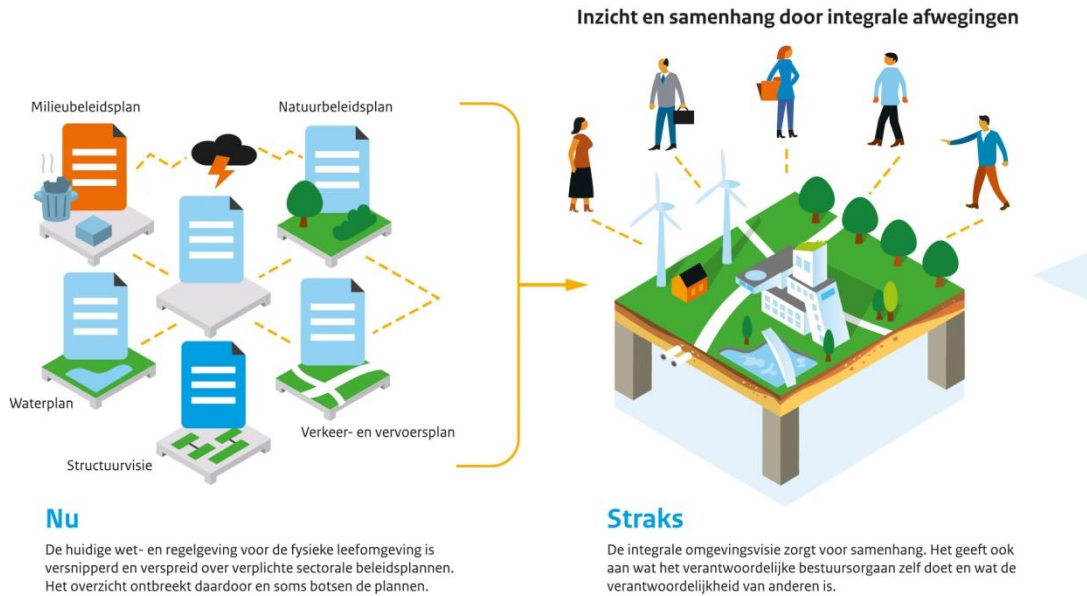 Inzicht en samenhang door integrale afwegingen
Milieubeleidsplan
Natuurbeleidsplan
Waterplan
Verkeer- en vervoersplan
Structuurvisie
Nu
De huidige wet- en regelgeving voor de fysieke leefomgeving is
versnipperd en verspreid over verplichte sectorale beleidsplannen.
Het overzicht ontbreekt daardoor en soms botsen de plannen.
Straks
De integrale omgevingsvisie zorgt voor samenhang. Het geeft ook
aan wat het verantwoordelijke bestuursorgaan zelf doet en wat de
verantwoordelijkheid van anderen is.